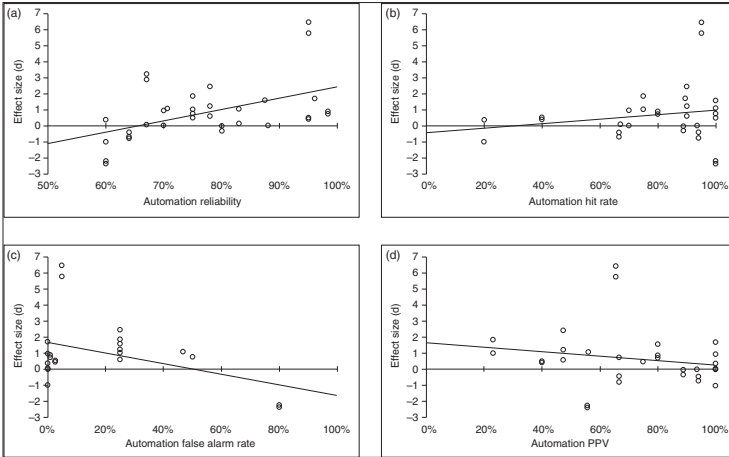 (a)
Effect size (d)
7
6
5
4
3
2
1
0
−1
−2
−3
50% 60% 70% 80% 90% 100%
Automation reliability
(b)
Effect size (d)
7
6
5
4
3
2
1
0
−1
−2
−3
0% 20% 40% 60% 80% 100%
Automation hit rate
(c)
Effect size (d)
7
6
5
4
3
2
1
0
−1
−2
−3
0% 20% 40% 60% 80% 100%
Automation false alarm rate
(d)
Effect size (d)
7
6
5
4
3
2
1
0
−1
−2
−3
0% 20% 40% 60% 80% 100%
Automation PPV